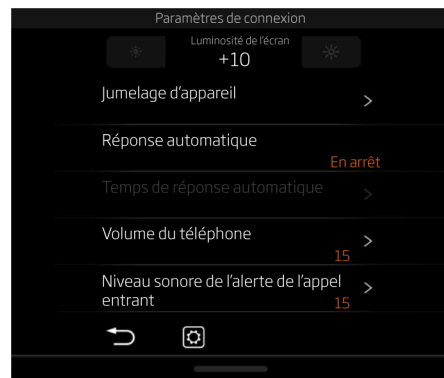 Paramètres de connexion
Luminosité de l'écran
+10
Jumelage d'appareil
Réponse automatique
En arrêt
Temps de réponse automatique
Volume du téléphone
15
Niveau sonore de l'alerte de l'appel
entrant
15